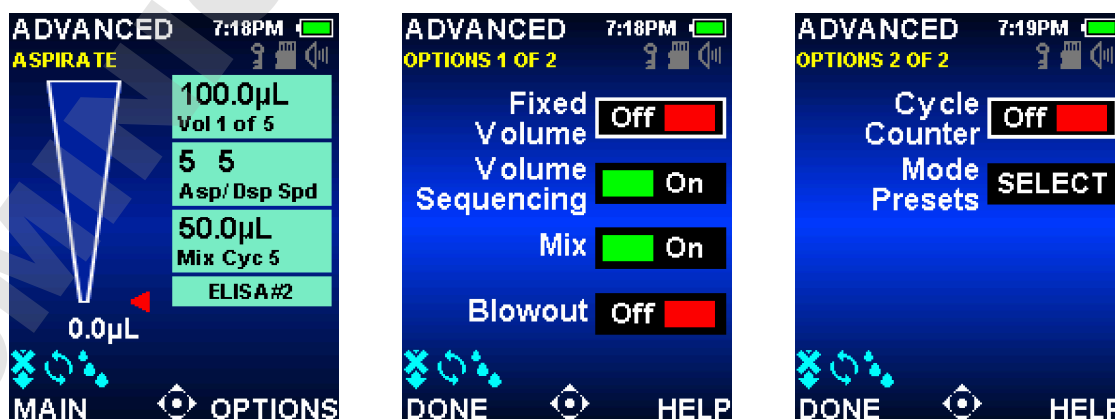 ADVANCED 7:18PM
ASPIRATE
100.0µL
Vol 1 of 5
5 5
Asp/Dsp Spd
50.0µL
Mix Cyc 5
ELISA#2
0.0µL
MAIN OPTIONS
ADVANCED 7:18PM
OPTIONS 1 OF 2
Fixed
Volume
Off
Volume
Sequencing
On
Mix On
Blowout Off
DONE HELP
ADVANCED 7:19PM
OPTIONS 2 OF 2
Cycle
Counter
Off
Mode
Presets
SELECT
DONE HELP